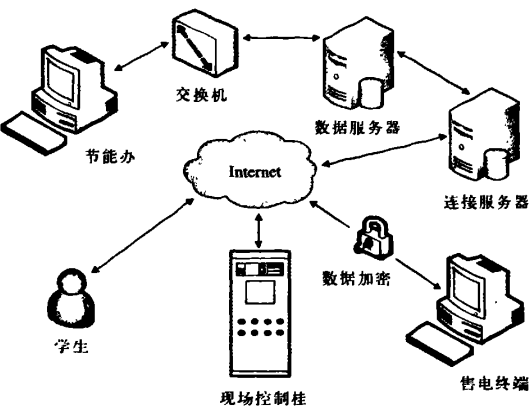 交换机
数据服务器
节能办
Internet
连接服务器
数据加密
学生
售电终端
现场控制桂